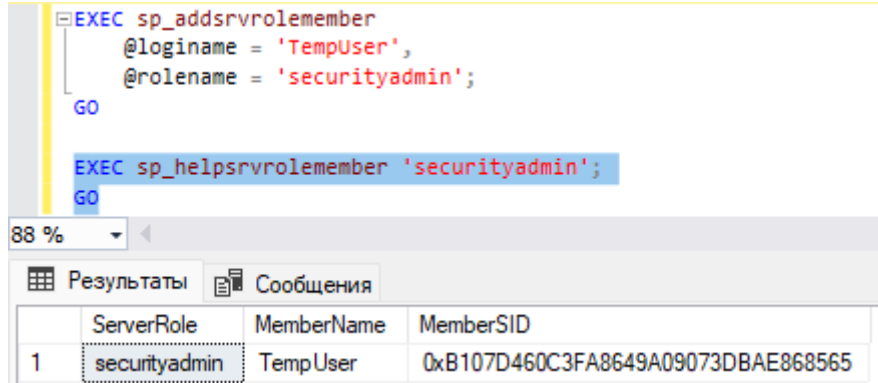 EXEC sp_addsrvrolemember
@loginame = 'TempUser',
@rolename = 'securityadmin';
GO
EXEC sp_helpsrvrolemember 'securityadmin';
GO
88 %
Результаты Сообщения
ServerRole MemberName MemberSID
1 securityadmin TempUser 0xB107D460C3FA8649A09073DBAE868565